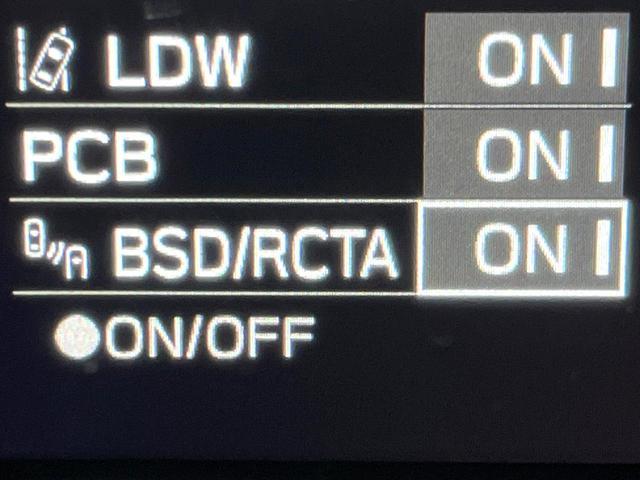 LDW ON
PCB ON
BSD/RCTA ON
ON/OFF